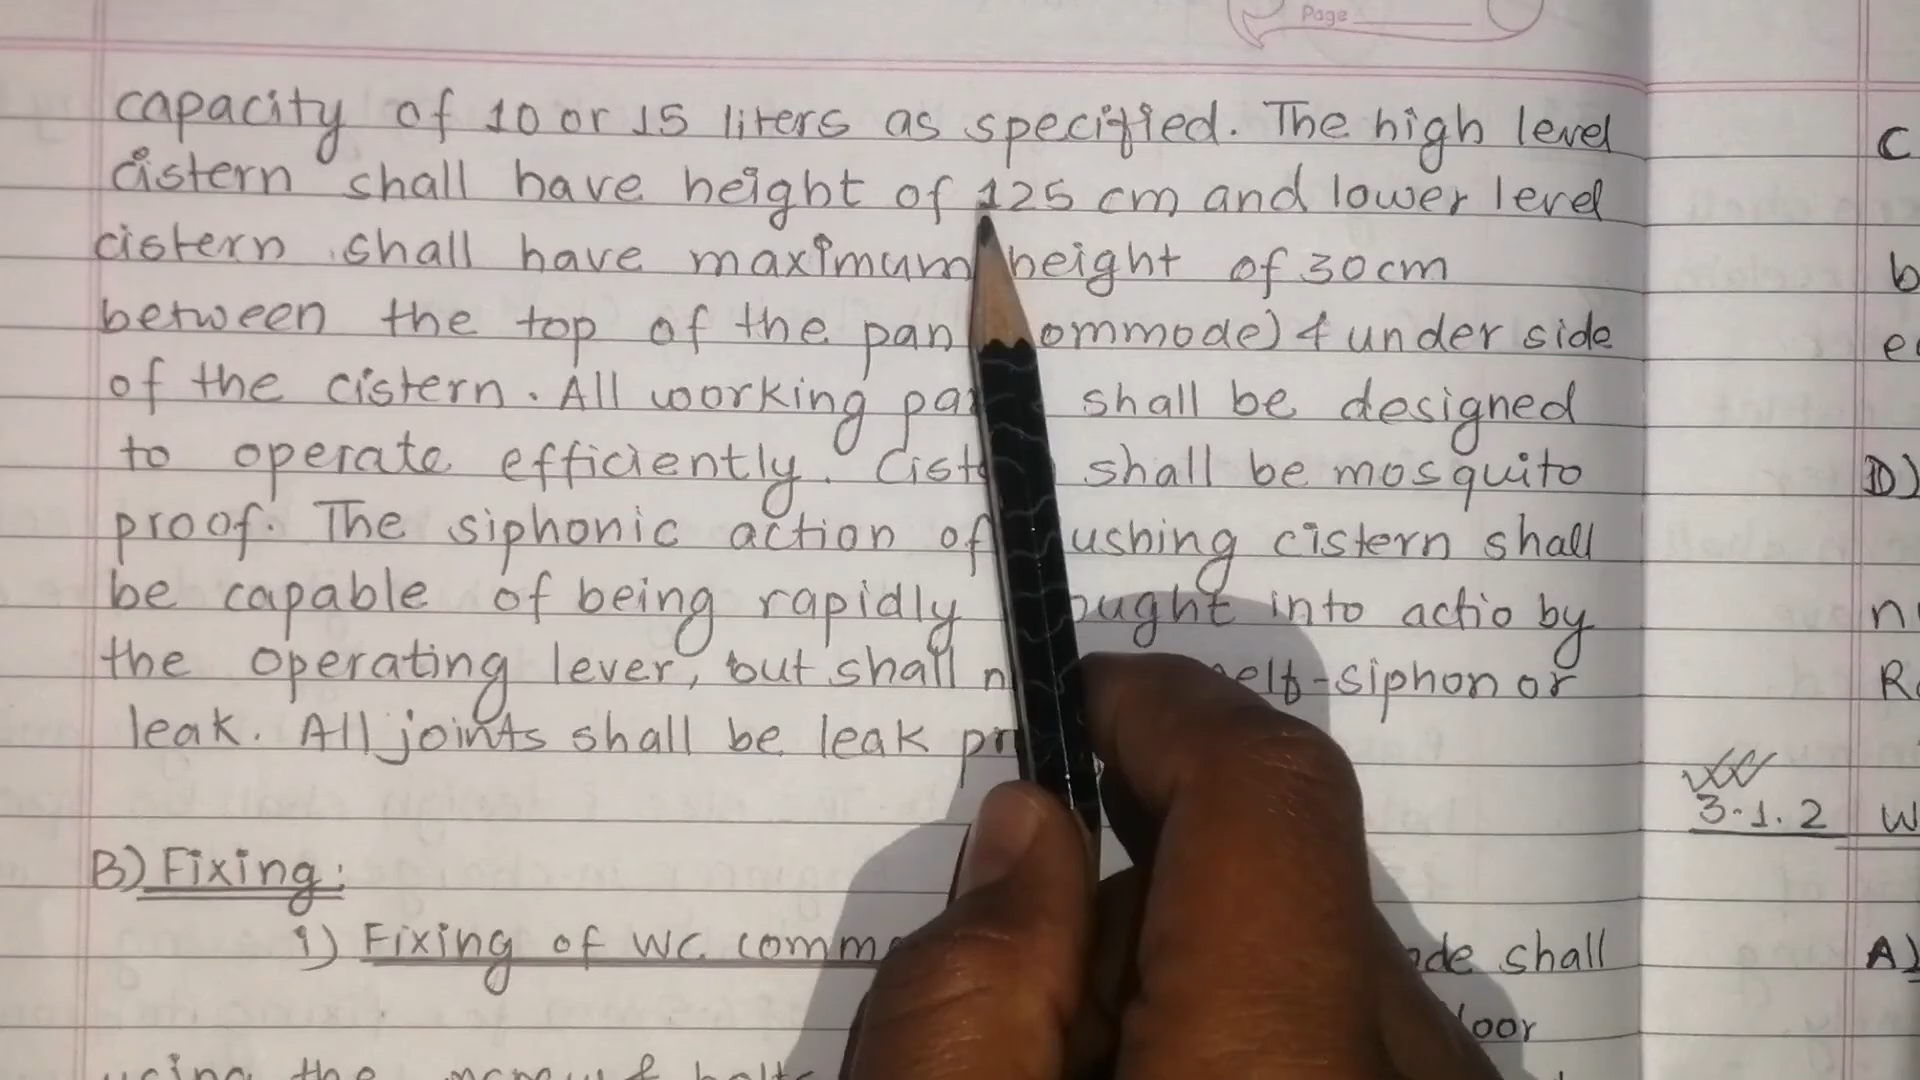 Page
capacity of 10 or 15 liters as specified. The high level
cistern shall have height of 125 cm and lower level
cistern shall have maximum height of 30cm
between the top of the pan ommode) & under side
of the cistern. All working pa shall be designed
to operate efficiently. Cist shall be mosquito
proof. The siphonic action of ushing cistern shall
be capable of being rapidly ought into actio by
the operating lever, but shall n elf-siphon or
leak. All joints shall be leak pr
B) Fixing:
i) Fixing of WC comm ode shall
loor
using the
C
b
D)
3.1.2
A)